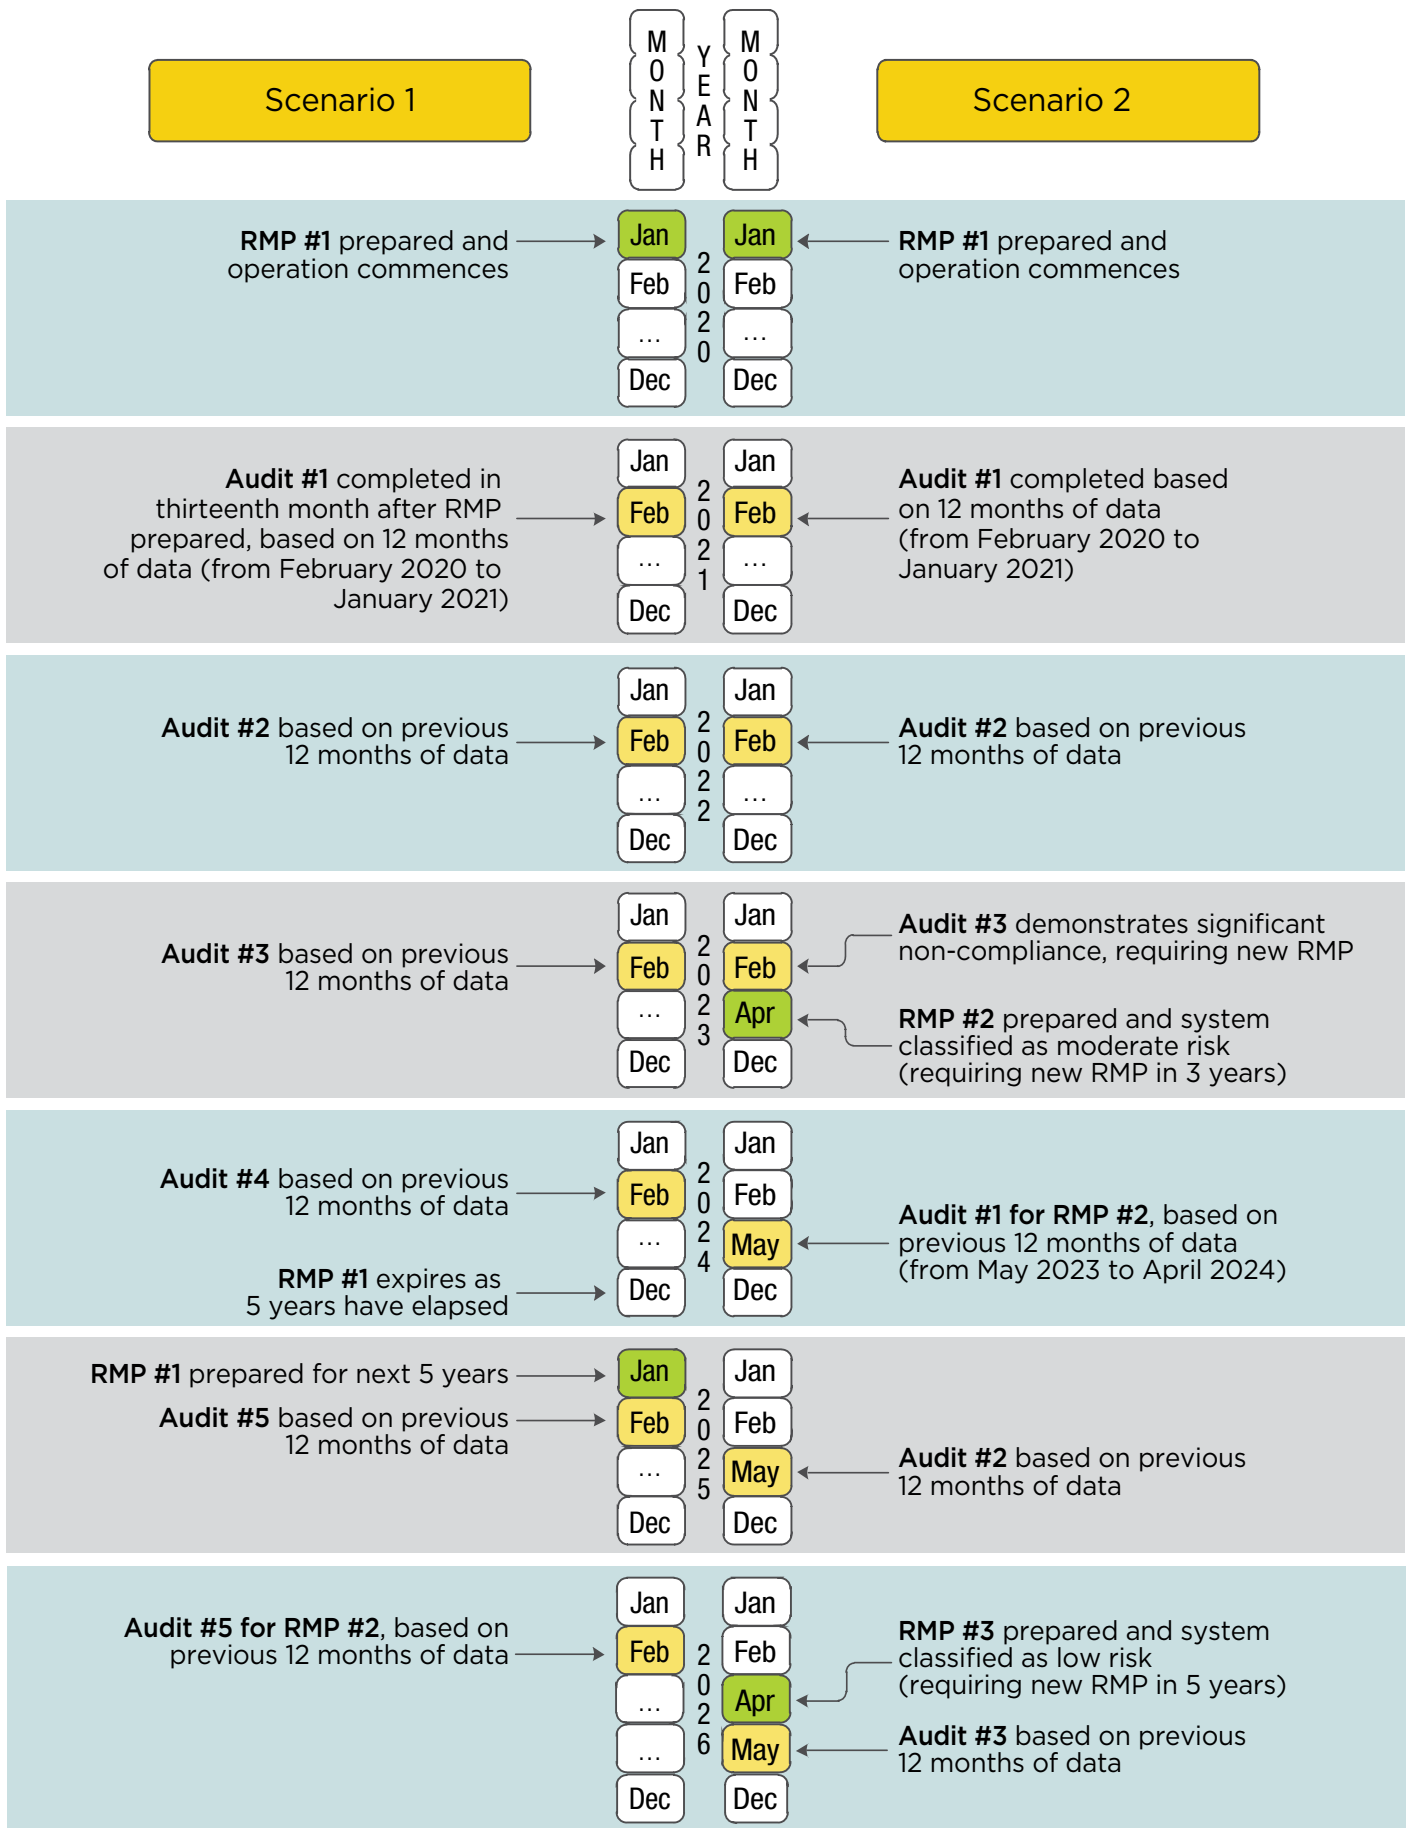 Scenario 1
MONTH
YEAR
MONTH
Scenario 2
RMP #1 prepared and
operation commences
Jan
Feb
...
Dec
2020
Jan
Feb
...
Dec
RMP #1 prepared and
operation commences
Audit #1 completed in
thirteenth month after RMP
prepared, based on 12 months
of data (from February 2020 to
January 2021)
Jan
Feb
...
Dec
2021
Jan
Feb
...
Dec
Audit #1 completed based
on 12 months of data
(from February 2020 to
January 2021)
Audit #2 based on previous
12 months of data
Jan
Feb
...
Dec
2022
Jan
Feb
...
Dec
Audit #2 based on previous
12 months of data
Audit #3 based on previous
12 months of data
Jan
Feb
...
Dec
2023
Jan
Feb
Apr
Dec
Audit #3 demonstrates significant
non-compliance, requiring new RMP
RMP #2 prepared and system
classified as moderate risk
(requiring new RMP in 3 years)
Audit #4 based on previous
12 months of data
RMP #1 expires as
5 years have elapsed
Jan
Feb
...
Dec
2024
Jan
Feb
May
Dec
Audit #1 for RMP #2, based on
previous 12 months of data
(from May 2023 to April 2024)
RMP #1 prepared for next 5 years
Audit #5 based on previous
12 months of data
Jan
Feb
...
Dec
2025
Jan
Feb
May
Dec
Audit #2 based on previous
12 months of data
Audit #5 for RMP #2, based on
previous 12 months of data
Jan
Feb
...
...
Dec
2026
Jan
Feb
Apr
May
Dec
RMP #3 prepared and system
classified as low risk
(requiring new RMP in 5 years)
Audit #3 based on previous
12 months of data